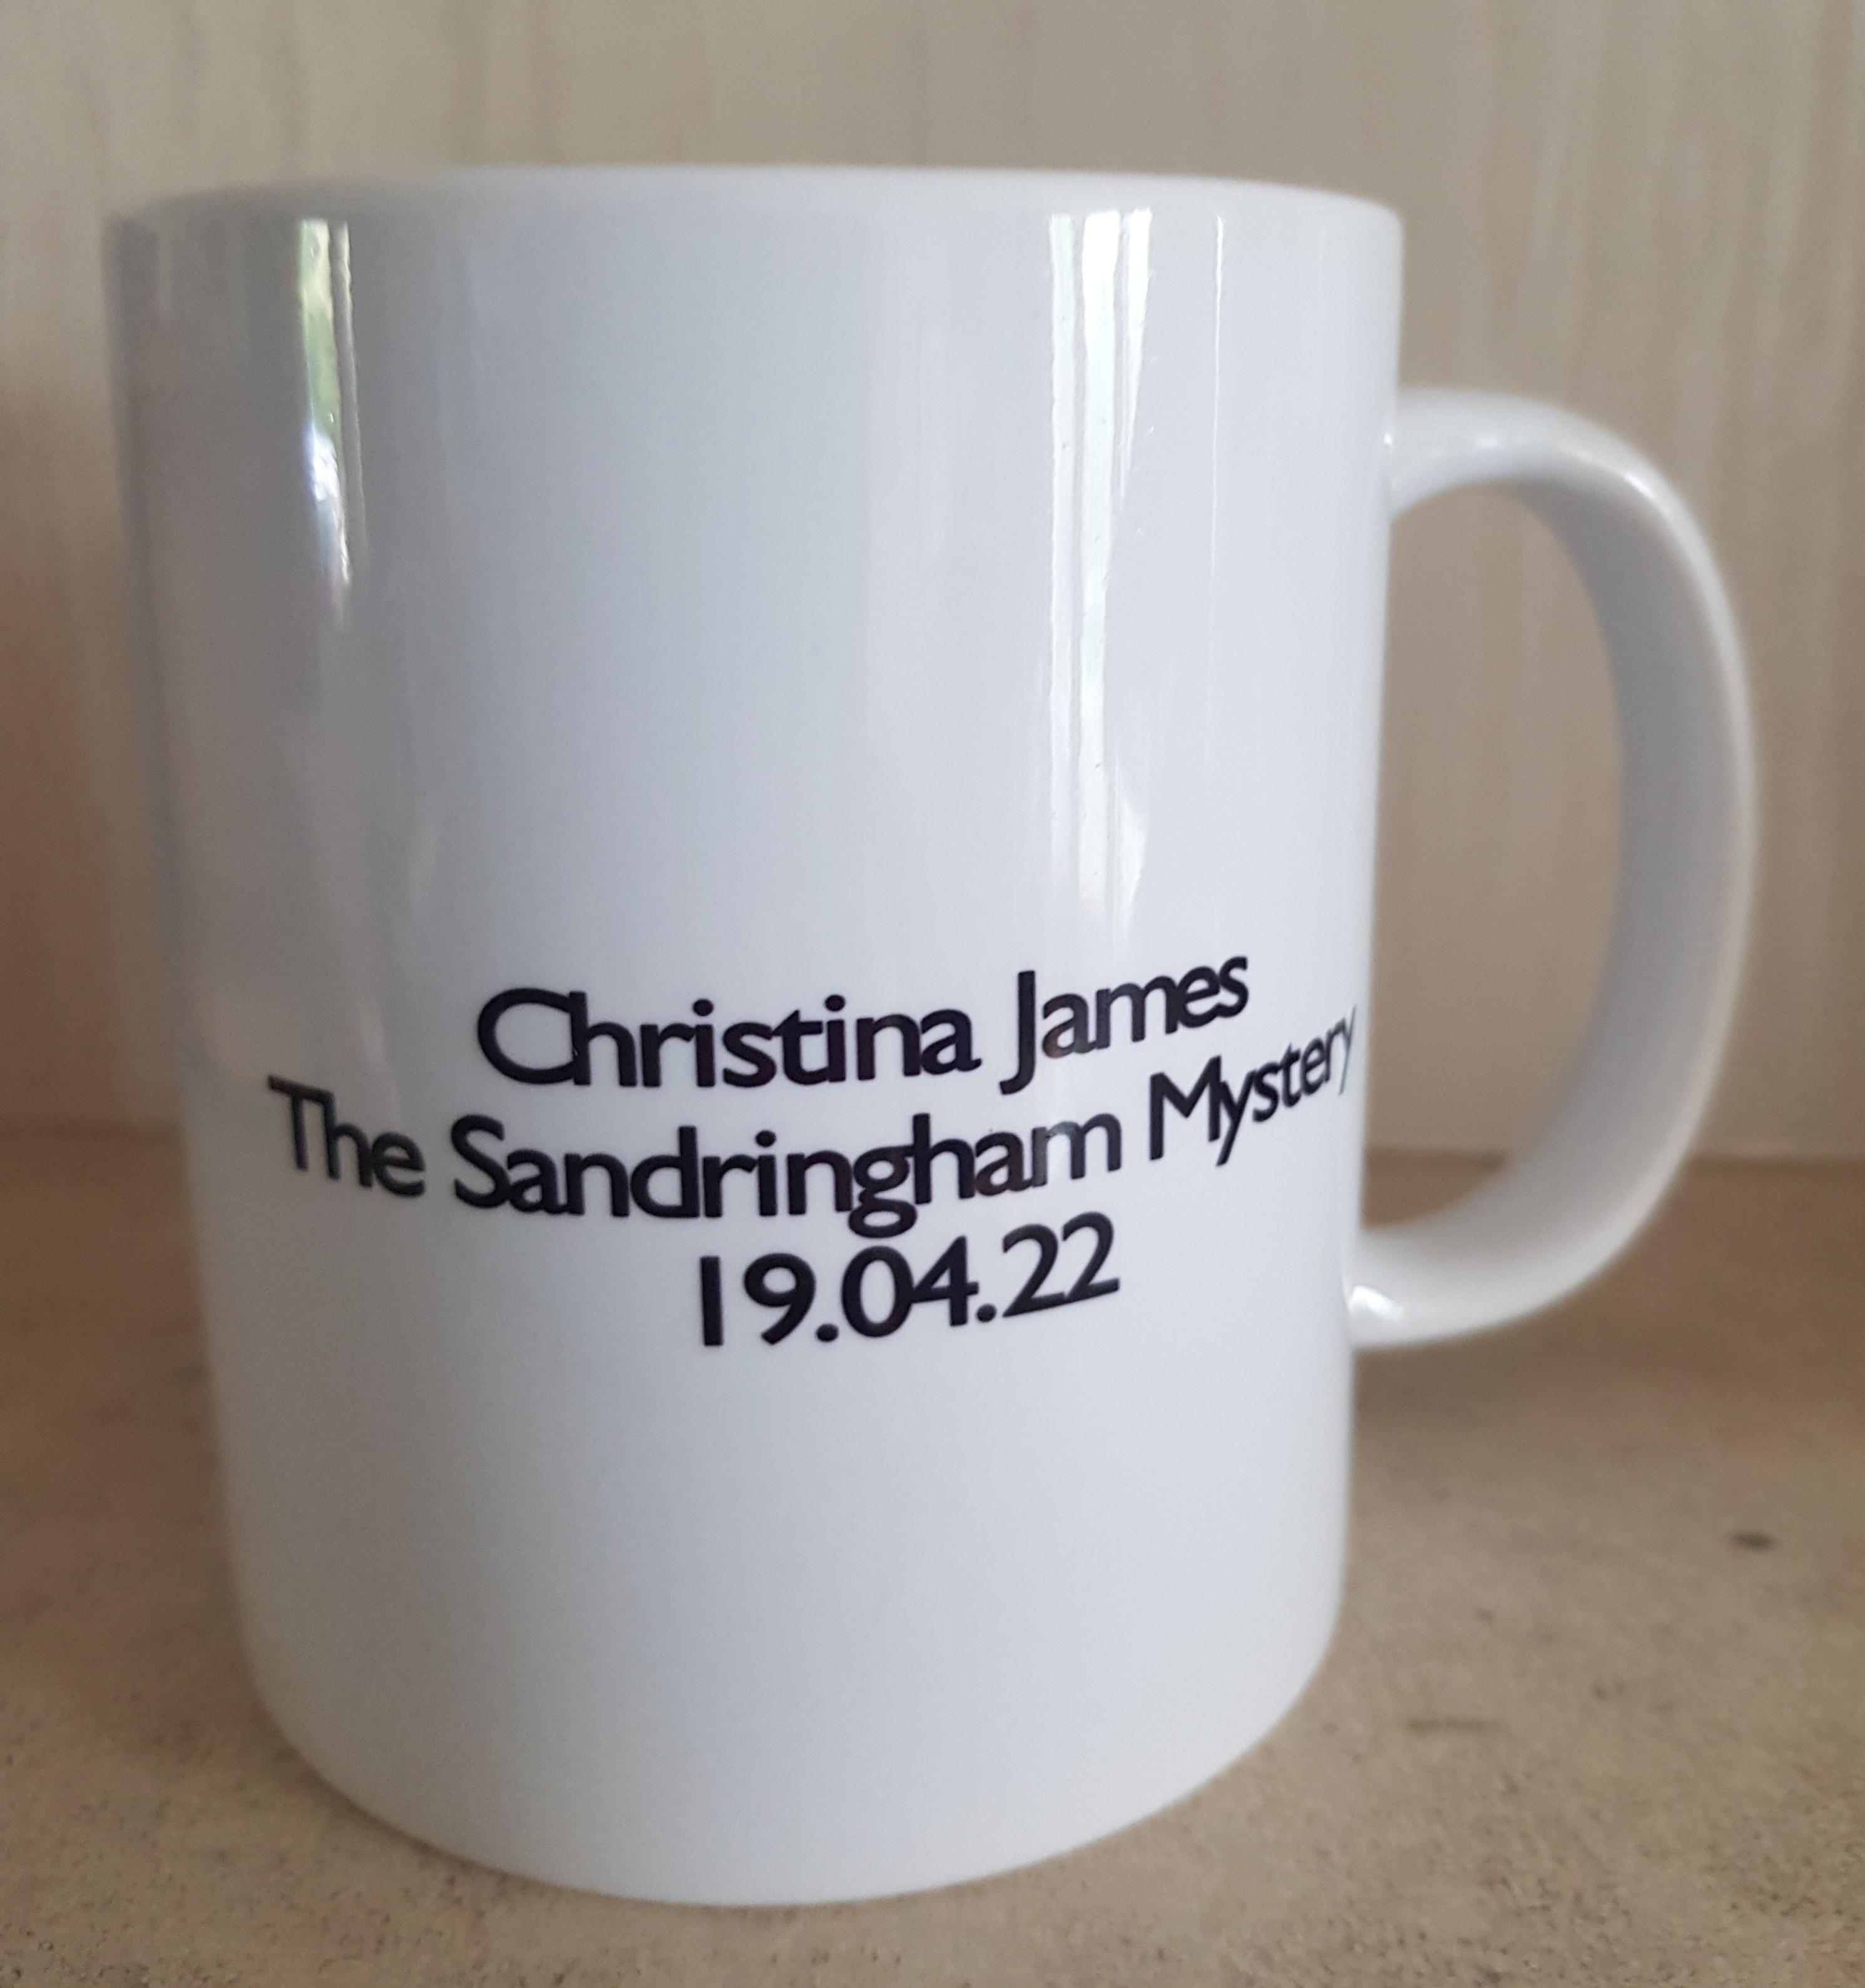 Christina James
The Sandringham Mystery
19.04.22